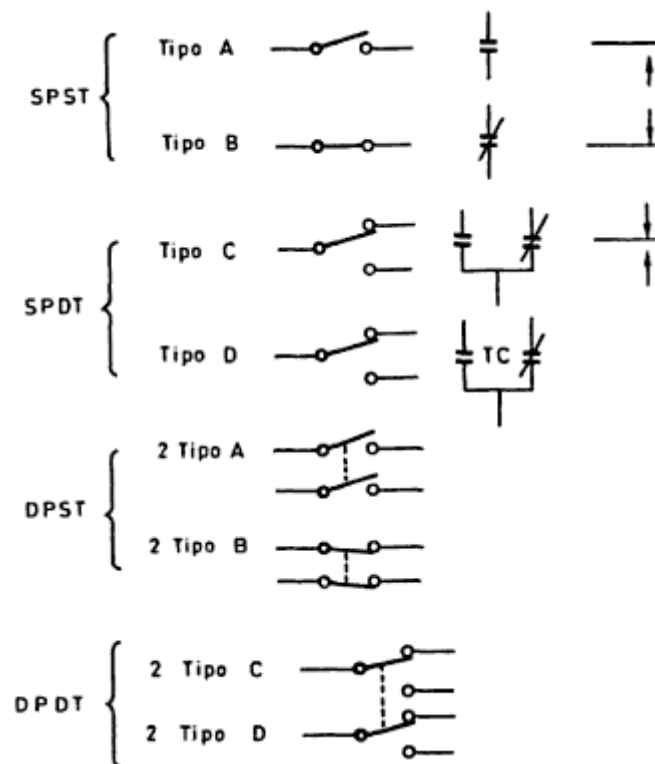 Tipo A
SPST
Tipo B
Tipo C
SPDT
Tipo D
TC
2 Tipo A
DPST
2 Tipo B
2 Tipo C
DPDT
2 Tipo D